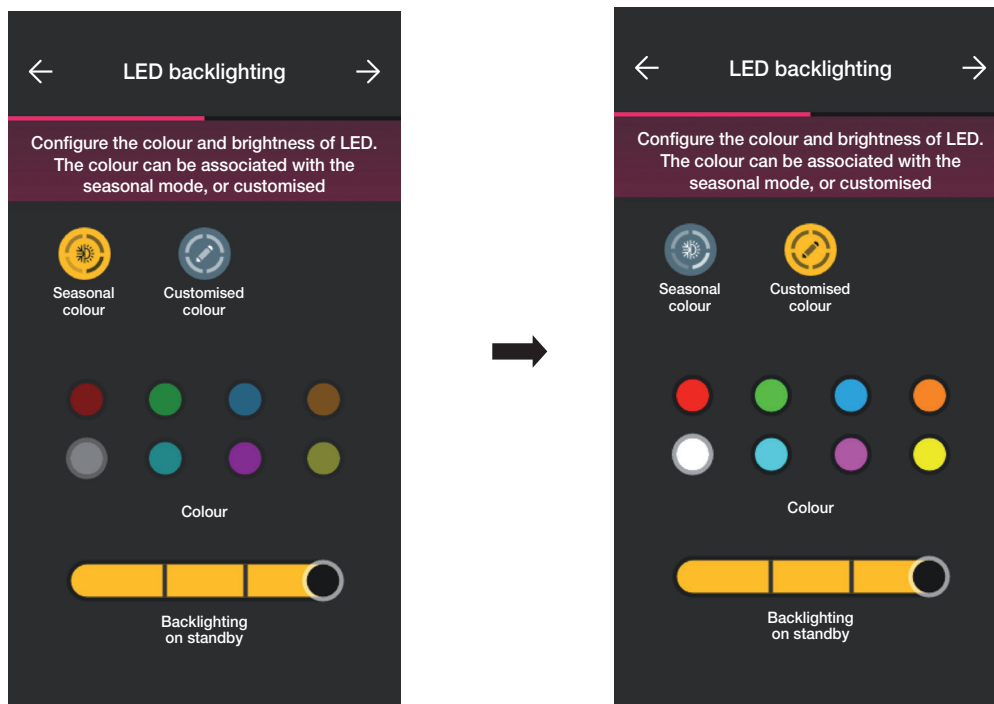 LED backlighting
Configure the colour and brightness of LED.
The colour can be associated with the
seasonal mode, or customised
Seasonal
colour
Customised
colour
Colour
Backlighting
on standby
LED backlighting
Configure the colour and brightness of LED.
The colour can be associated with the
seasonal mode, or customised
Seasonal
colour
Customised
colour
Colour
Backlighting
on standby